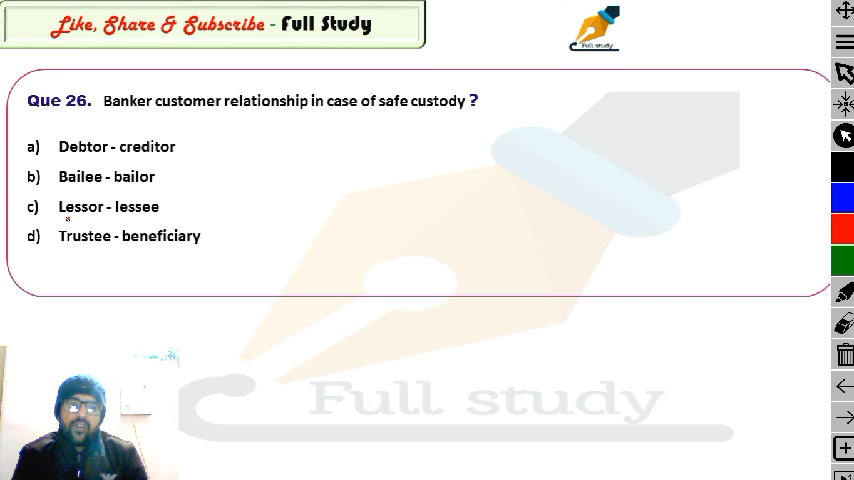 Like, Share & Subscribe - Full Study
Full study
Que 26. Banker customer relationship in case of safe custody ?
a) Debtor - creditor
b) Bailee - bailor
c) Lessor - lessee
d) Trustee - beneficiary
Full study